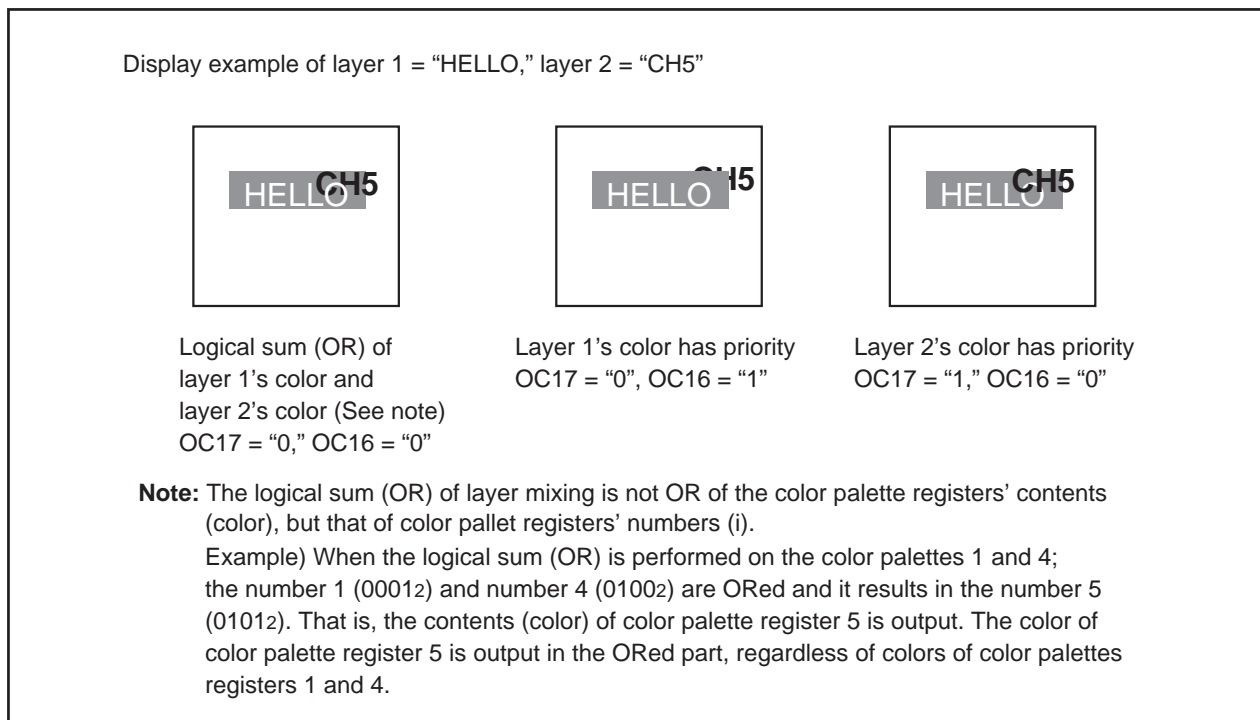 Display example of layer 1 = “HELLO,” layer 2 = “CH5”
HELLO CH5
HELLO CH5
HELLO CH5
Logical sum (OR) of
layer 1’s color and
layer 2’s color (See note)
OC17 = “0,” OC16 = “0”
Layer 1’s color has priority
OC17 = “0”, OC16 = “1”
Layer 2’s color has priority
OC17 = “1,” OC16 = “0”
Note: The logical sum (OR) of layer mixing is not OR of the color palette registers’ contents
(color), but that of color pallet registers’ numbers (i).
Example) When the logical sum (OR) is performed on the color palettes 1 and 4;
the number 1 (0001₂) and number 4 (0100₂) are ORed and it results in the number 5
(0101₂). That is, the contents (color) of color palette register 5 is output. The color of
color palette register 5 is output in the ORed part, regardless of colors of color palettes
registers 1 and 4.